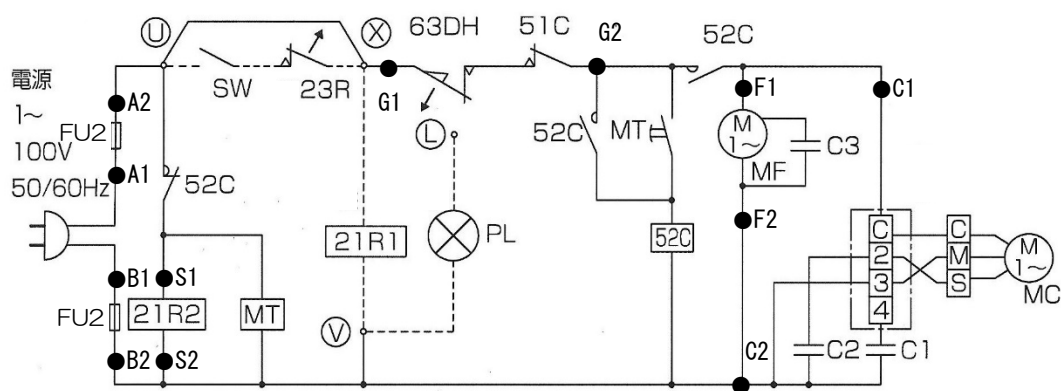 電源
1~
100V
50/60Hz
A2
FU2
A1
B1
FU2
B2
U
SW
23R
X
G1
63DH
51C
G2
52C
52C
S1
21R2
S2
MT
21R1
V
L
PL
52C
MT
52C
F1
M
1~
MF
C3
F2
C1
C
2
3
4
C
M
S
M
1~
MC
C2
C2
C1